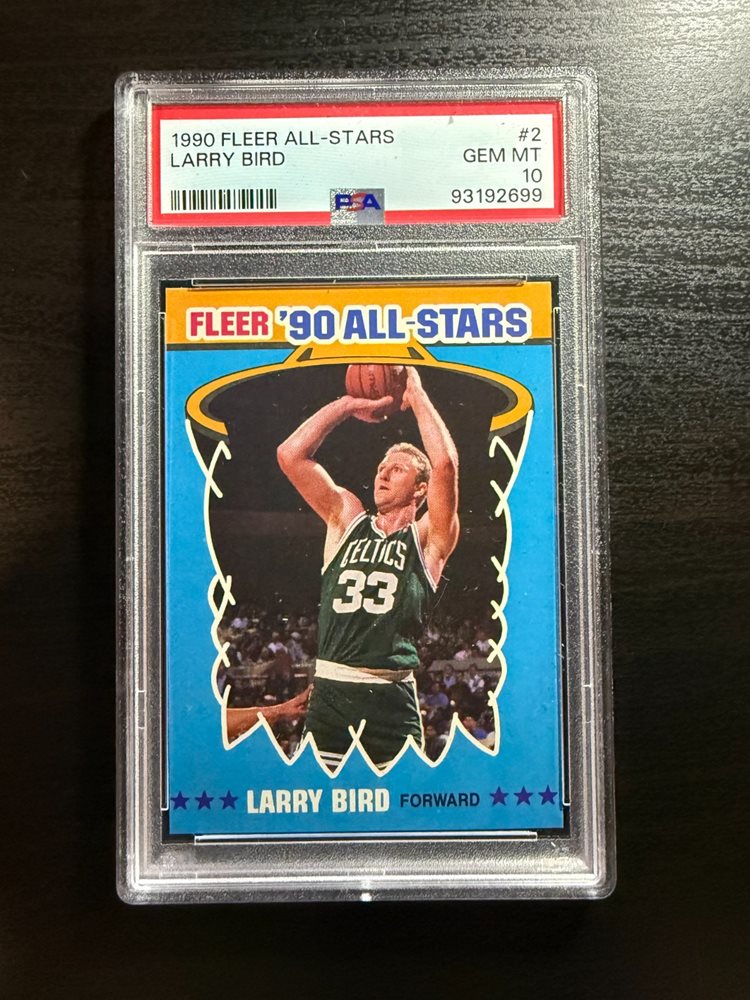 1990 FLEER ALL-STARS #2
LARRY BIRD GEM MT
10
93192699
PSA
FLEER '90 ALL-STARS
CELTICS
33
LARRY BIRD FORWARD